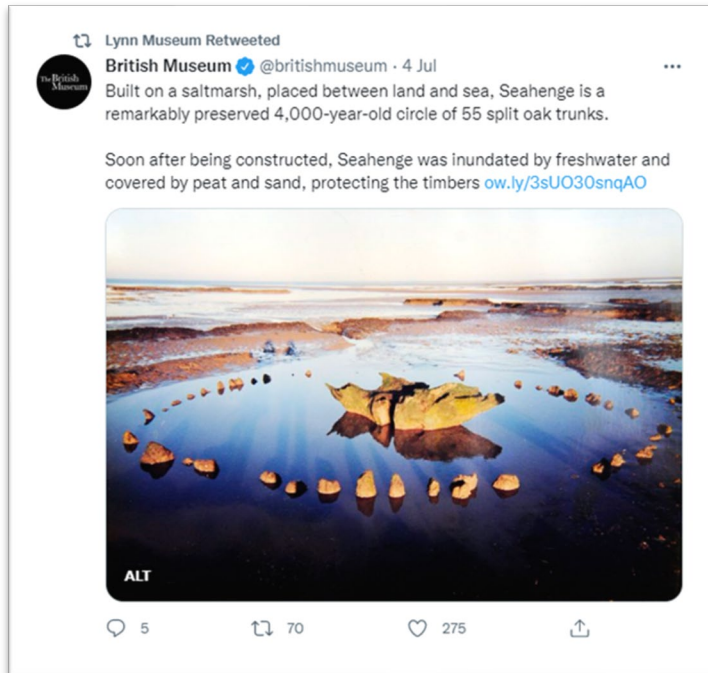 Lynn Museum Retweeted
British Museum @britishmuseum · 4 Jul
The British
Museum
Built on a saltmarsh, placed between land and sea, Seahenge is a
remarkably preserved 4,000-year-old circle of 55 split oak trunks.
Soon after being constructed, Seahenge was inundated by freshwater and
covered by peat and sand, protecting the timbers ow.ly/3sUO30snqAO
ALT
5 70 275